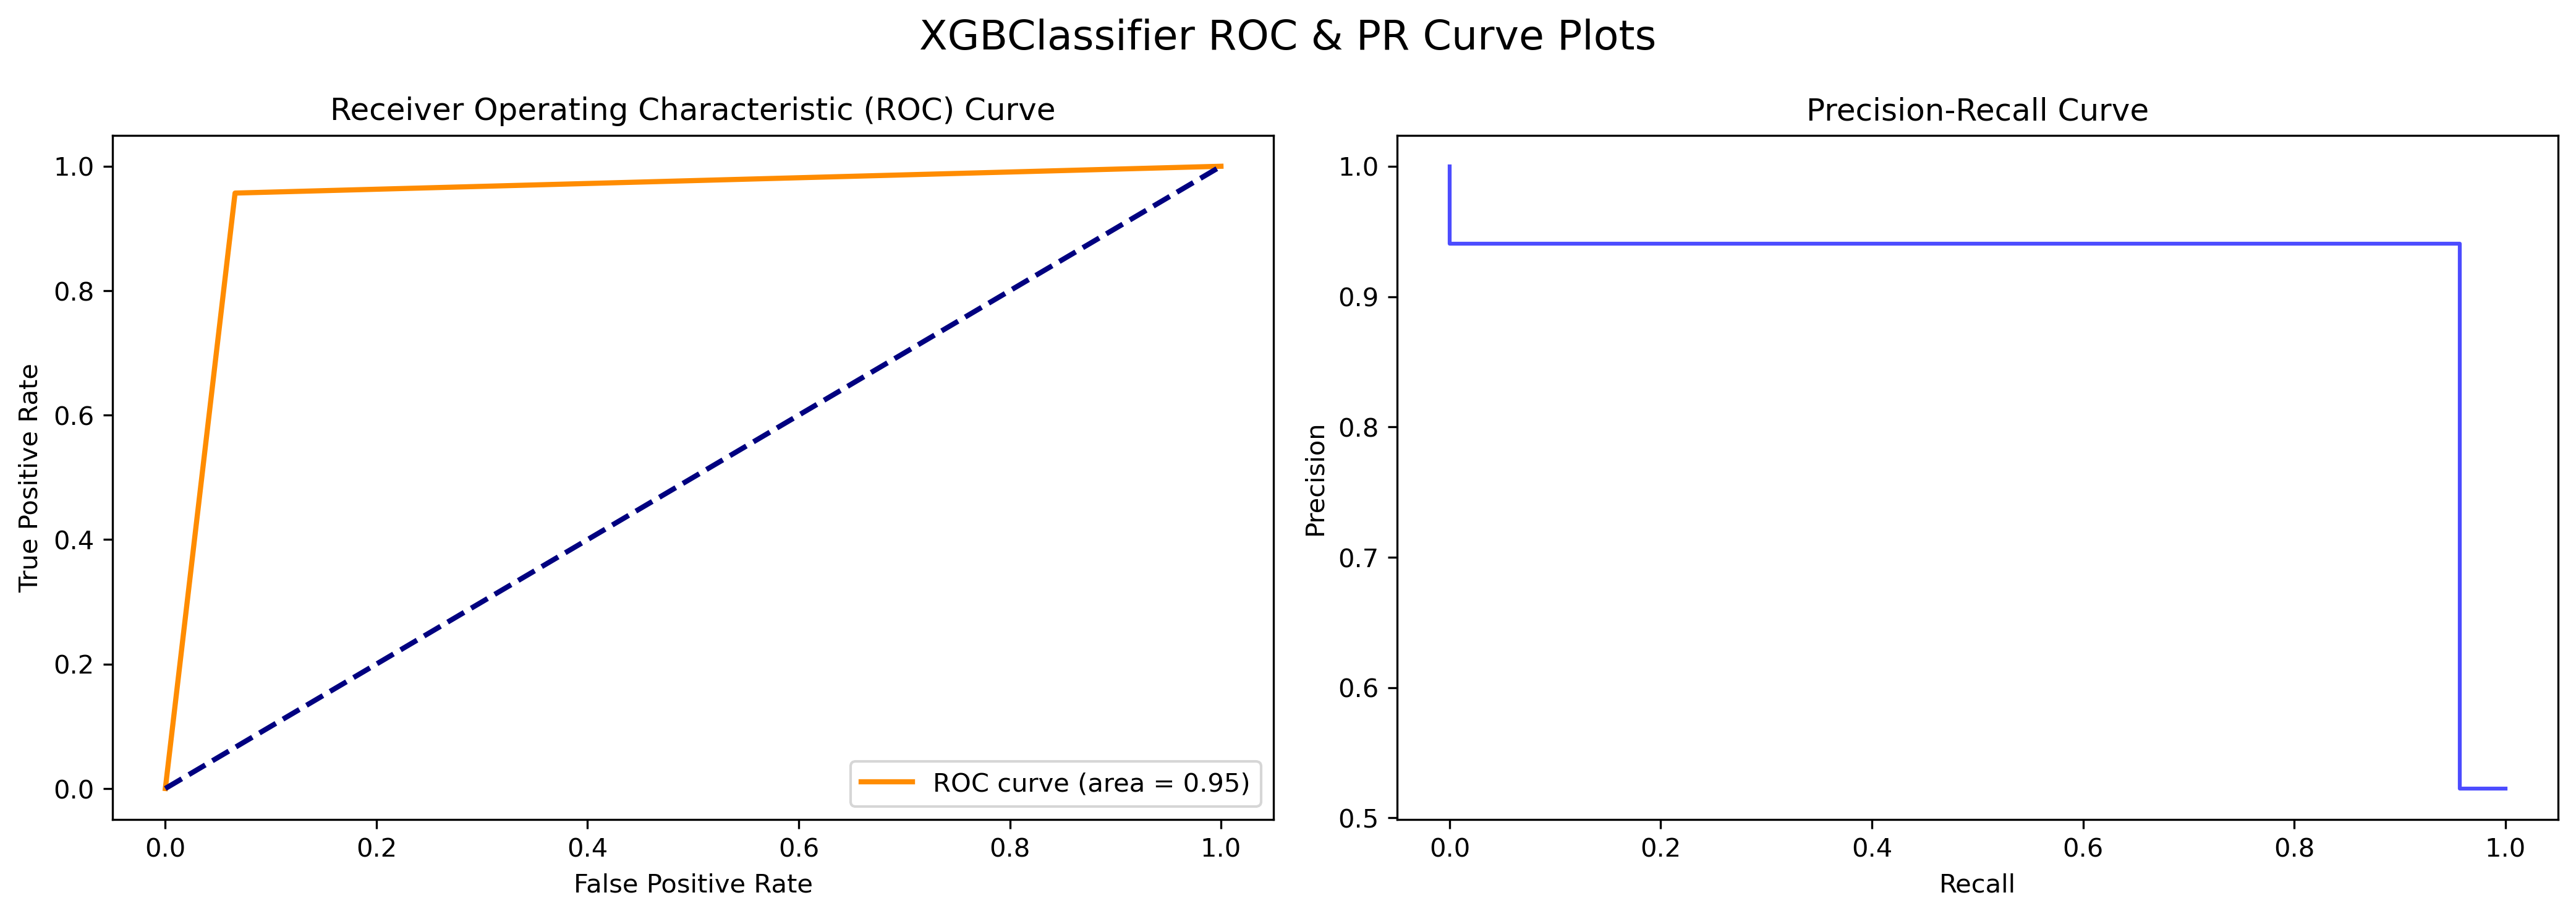 XGBClassifier ROC & PR Curve Plots
Receiver Operating Characteristic (ROC) Curve
True Positive Rate
1.0
0.8
0.6
0.4
0.2
0.0
ROC curve (area = 0.95)
0.0 0.2 0.4 0.6 0.8 1.0
False Positive Rate
Precision-Recall Curve
Precision
1.0
0.9
0.8
0.7
0.6
0.5
0.0 0.2 0.4 0.6 0.8 1.0
Recall